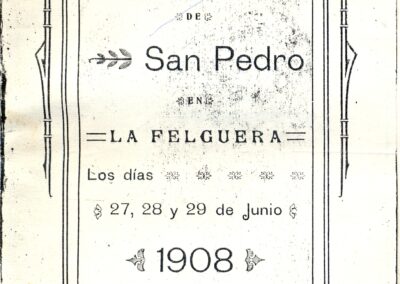 DE
San Pedro
EN
LA FELGUERA
Los días
27, 28 y 29 de Junio
1908